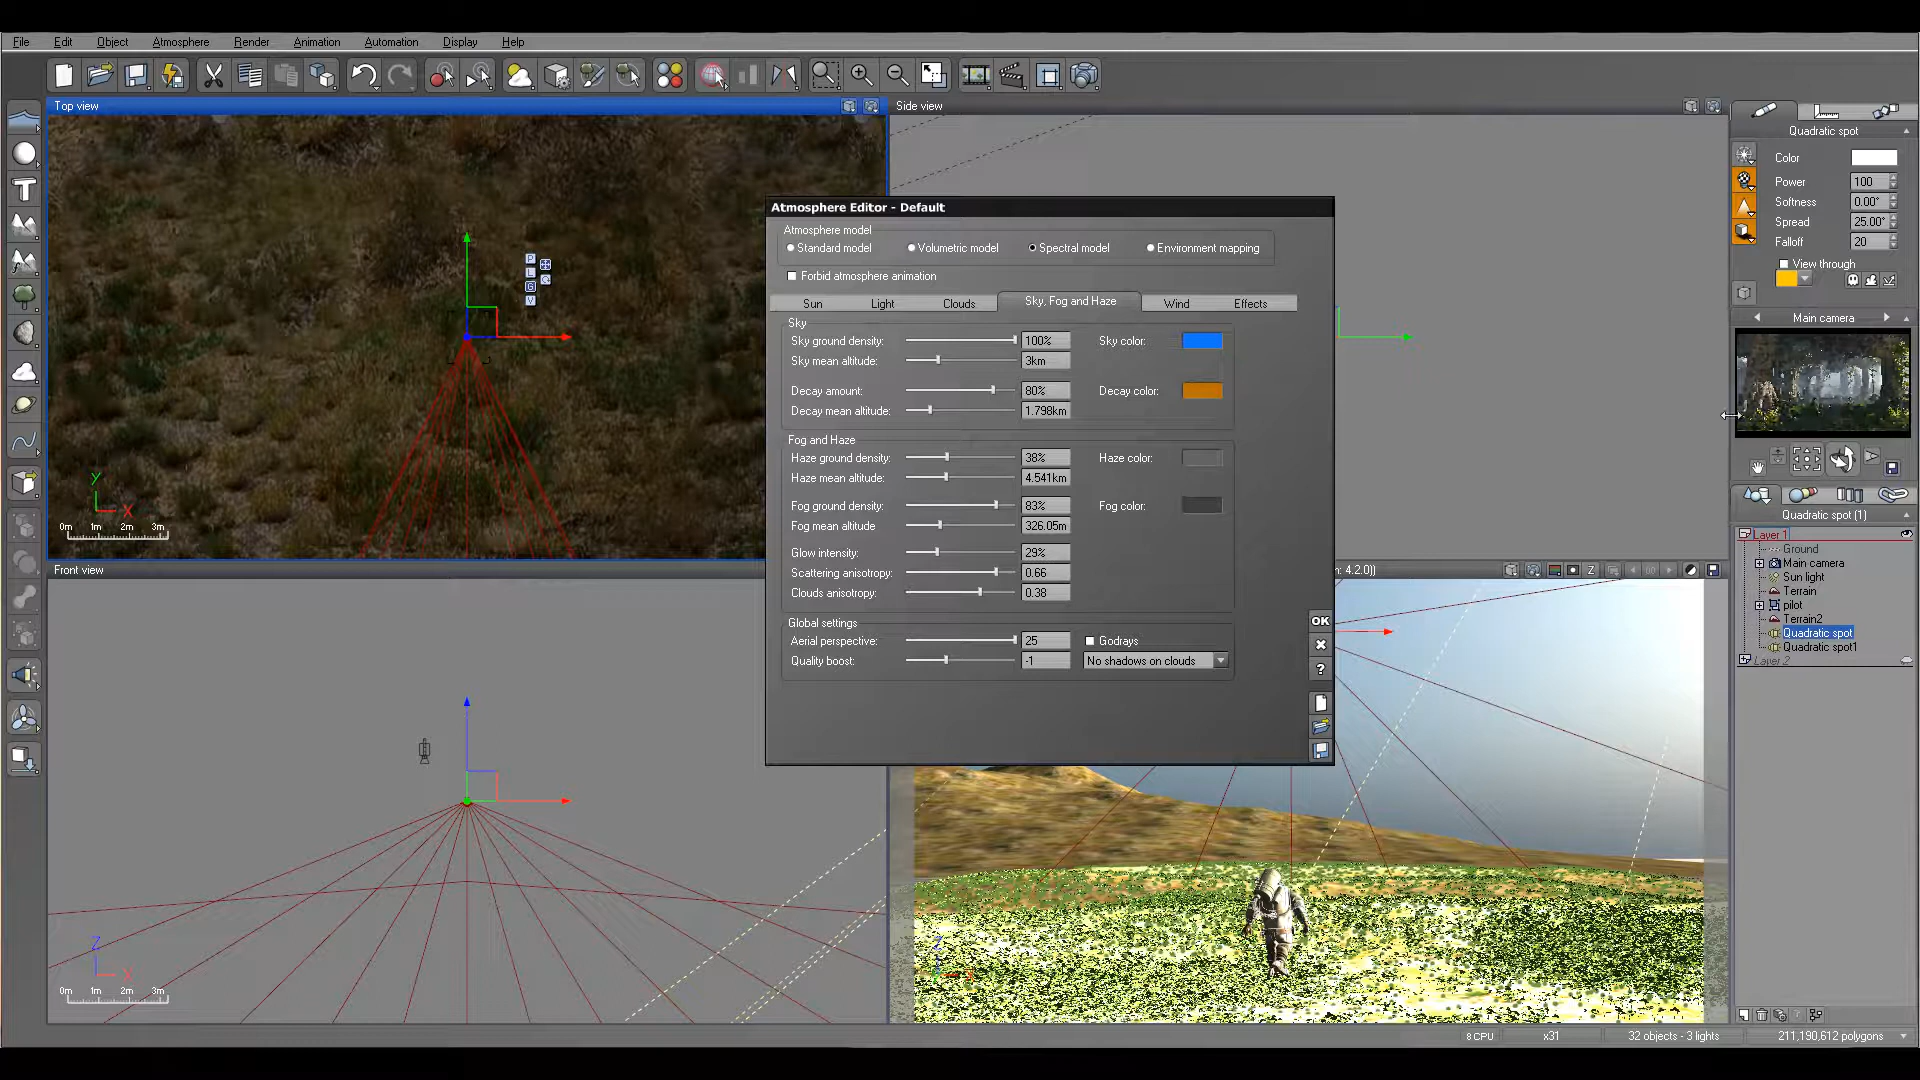 File Edit Object Atmosphere Render Animation Automation Display Help
Top view
Side view
Front view
: 4.2.0))
P
L
G
V
Y
X
0m 1m 2m 3m
Z
X
0m 1m 2m 3m
Z
Atmosphere Editor - Default
Atmosphere model
Standard model Volumetric model Spectral model Environment mapping
Forbid atmosphere animation
Sun Light Clouds Sky, Fog and Haze Wind Effects
Sky
Sky ground density: 100% Sky color:
Sky mean altitude: 3km
Decay amount: 80% Decay color:
Decay mean altitude: 1.798km
Fog and Haze
Haze ground density: 38% Haze color:
Haze mean altitude: 4.541km
Fog ground density: 83% Fog color:
Fog mean altitude 326.05m
Glow intensity: 29%
Scattering anisotropy: 0.66
Clouds anisotropy: 0.38
Global settings
Aerial perspective: 25 Godrays
Quality boost: -1 No shadows on clouds
OK
?
Quadratic spot
Color
Power 100
Softness 0.00°
Spread 25.00°
Falloff 20
View through
Main camera
Quadratic spot (1)
Layer 1
Ground
Main camera
Sun light
Terrain
pilot
Terrain2
Quadratic spot
Quadratic spot1
Layer 2
8 CPU x31 32 objects - 3 lights 211,190,612 polygons